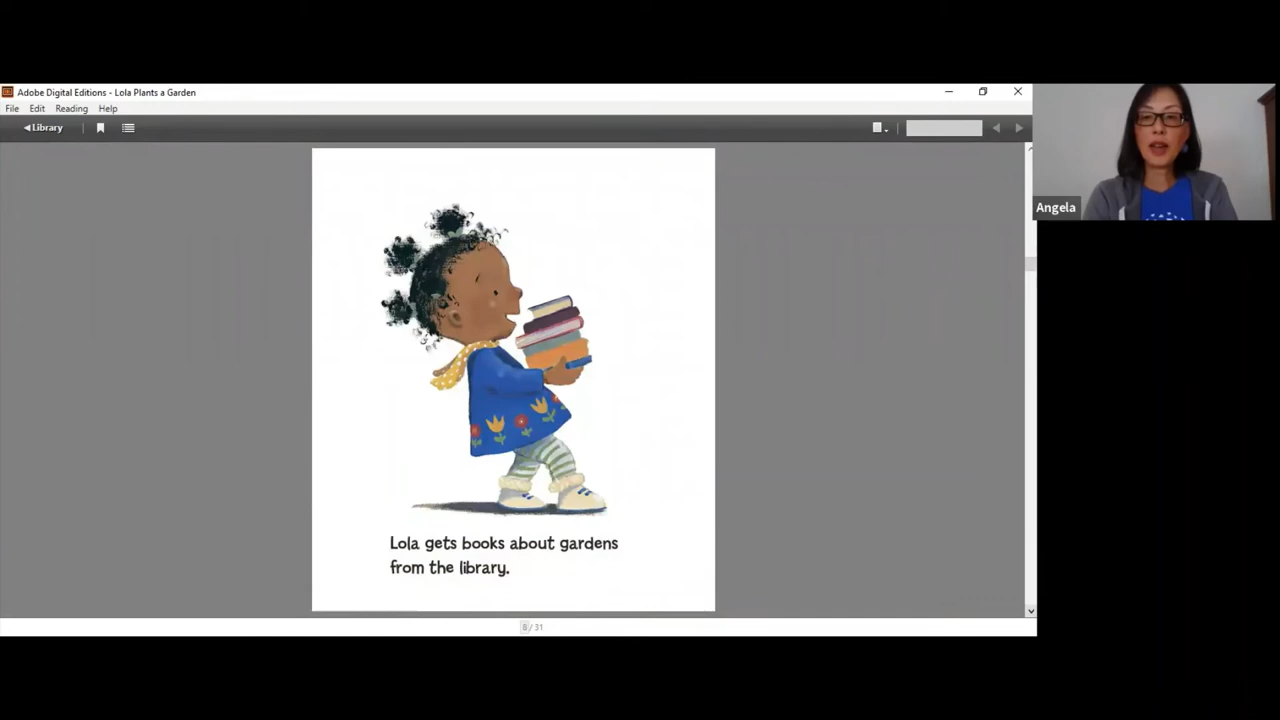 Adobe Digital Editions - Lola Plants a Garden
File Edit Reading Help
Library
Angela
Lola gets books about gardens
from the library.
8 / 31